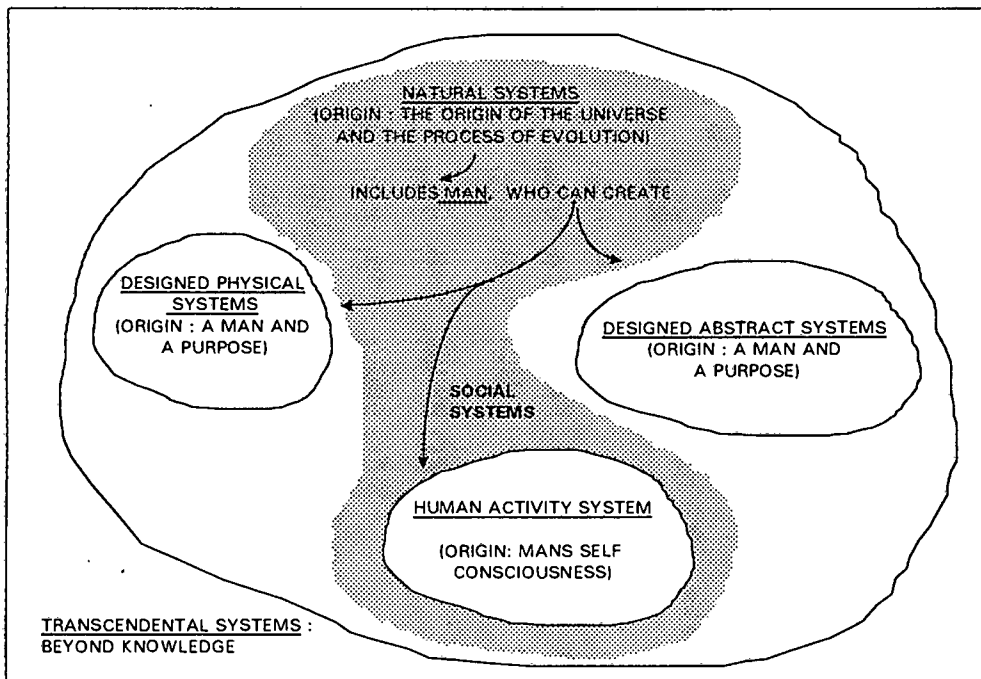 NATURAL SYSTEMS
(ORIGIN : THE ORIGIN OF THE UNIVERSE
AND THE PROCESS OF EVOLUTION)
INCLUDES MAN, WHO CAN CREATE
DESIGNED PHYSICAL
SYSTEMS
(ORIGIN : A MAN AND
A PURPOSE)
DESIGNED ABSTRACT SYSTEMS
(ORIGIN : A MAN AND
A PURPOSE)
SOCIAL
SYSTEMS
HUMAN ACTIVITY SYSTEM
(ORIGIN: MANS SELF
CONSCIOUSNESS)
TRANSCENDENTAL SYSTEMS :
BEYOND KNOWLEDGE